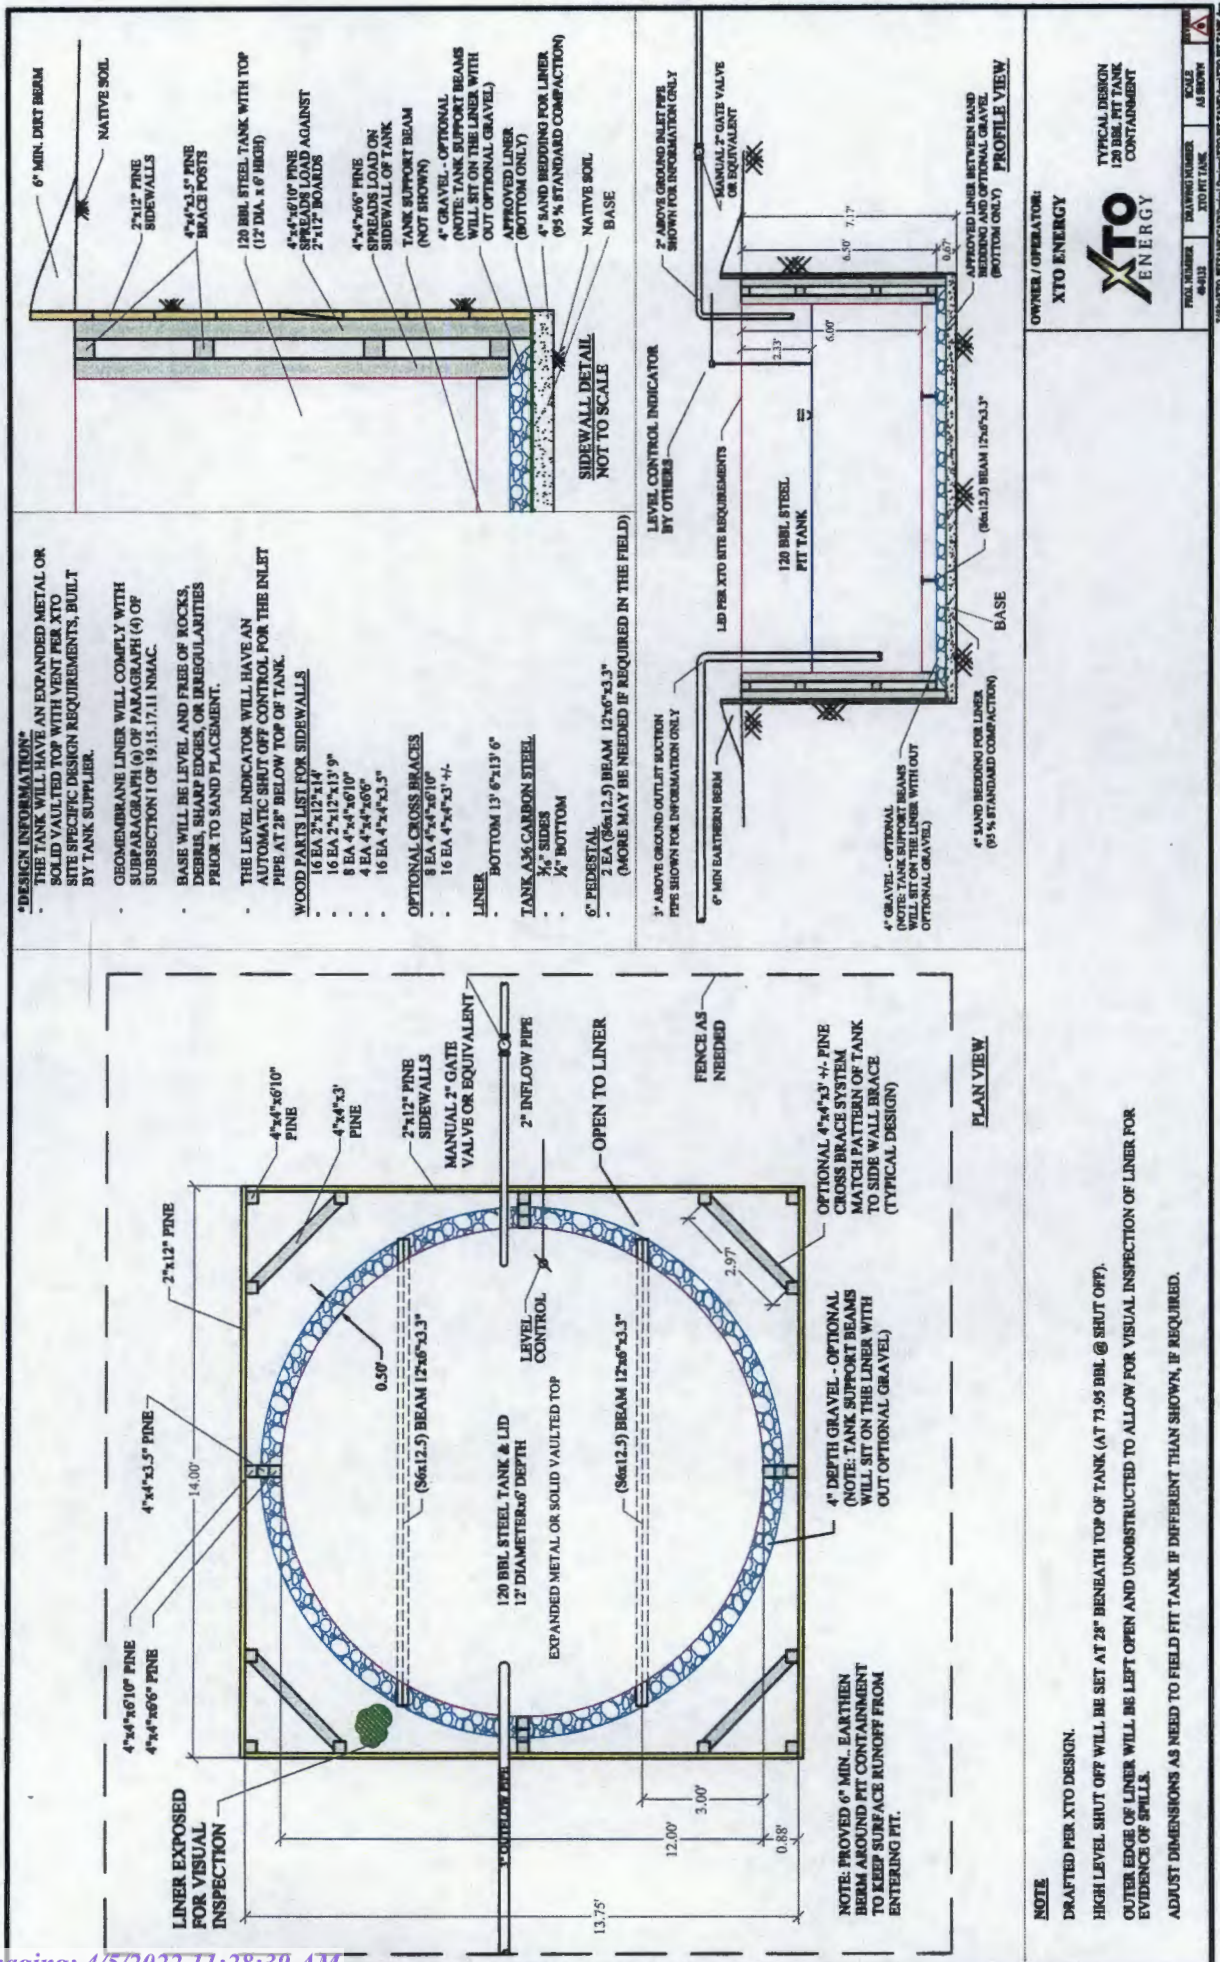 *DESIGN INFORMATION*
- THE TANK WILL HAVE AN EXPANDED METAL OR
SOLID VAULTED TOP WITH VENT PER XTO
SITE SPECIFIC DESIGN REQUIREMENTS, BUILT
BY TANK SUPPLIER.
- GEOMEMBRANE LINER WILL COMPLY WITH
SUBPARAGRAPH (a) OF PARAGRAPH (4) OF
SUBSECTION I OF 19.15.17.11 NMAC.
- BASE WILL BE LEVEL AND FREE OF ROCKS,
DEBRIS, SHARP EDGES, OR IRREGULARITIES
PRIOR TO SAND PLACEMENT.
- THE LEVEL INDICATOR WILL HAVE AN
AUTOMATIC SHUT OFF CONTROL FOR THE INLET
PIPE AT 28" BELOW TOP OF TANK.
WOOD PARTS LIST FOR SIDEWALLS
- 16 EA 2"x12"x14'
- 16 EA 2"x12"x13' 9"
- 8 EA 4"x4"x6'10"
- 4 EA 4"x4"x6'6"
- 16 EA 4"x4"x3.5"
OPTIONAL CROSS BRACES
- 8 EA 4"x4"x6'10"
- 16 EA 4"x4"x3' +/-
LINER
- BOTTOM 13' 6"x13' 6"
TANK A36 CARBON STEEL
SIDES
BOTTOM
6" PEDESTAL
- 2 EA (S6x12.5) BEAM 12'x6"x3.3"
(MORE MAY BE NEEDED IF REQUIRED IN THE FIELD)
6" MIN. DIRT BERM
NATIVE SOIL
2"x12" PINE
SIDEWALLS
4"x4"x3.5" PINE
BRACE POSTS
120 BBL STEEL TANK WITH TOP
(12' DIA. x 6' HIGH)
4"x4"x6'10" PINE
SPREADS LOAD AGAINST
2"x12" BOARDS
4"x4"x6'6" PINE
SPREADS LOAD ON
SIDEWALL OF TANK
TANK SUPPORT BEAM
(NOT SHOWN)
4" GRAVEL - OPTIONAL
(NOTE: TANK SUPPORT BEAMS
WILL SIT ON THE LINER WITH
OUT OPTIONAL GRAVEL)
APPROVED LINER
(BOTTOM ONLY)
4" SAND BEDDING FOR LINER
(95 % STANDARD COMPACTION)
NATIVE SOIL
BASE
SIDEWALL DETAIL
NOT TO SCALE
4"x4"x6'10" PINE
4"x4"x6'6" PINE
4"x4"x3.5" PINE
2"x12" PINE
4"x4"x6'10"
PINE
4"x4"x3'
PINE
2"x12" PINE
SIDEWALLS
MANUAL 2" GATE
VALVE OR EQUIVALENT
2" INFLOW PIPE
OPEN TO LINER
FENCE AS
NEEDED
LINER EXPOSED
FOR VISUAL
INSPECTION
14.00'
0.50'
(S6x12.5) BEAM 12'x6"x3.3"
120 BBL STEEL TANK & LID
12' DIAMETERx6' DEPTH
EXPANDED METAL OR SOLID VAULTED TOP
LEVEL
CONTROL
(S6x12.5) BEAM 12'x6"x3.3"
3" OUTFLOW PIPE
2.97'
3.00'
12.00'
0.88'
13.75'
OPTIONAL 4"x4"x3' +/- PINE
CROSS BRACE SYSTEM
MATCH PATTERN OF TANK
TO SIDE WALL BRACE
(TYPICAL DESIGN)
4" DEPTH GRAVEL - OPTIONAL
(NOTE: TANK SUPPORT BEAMS
WILL SIT ON THE LINER WITH
OUT OPTIONAL GRAVEL)
NOTE: PROVED 6" MIN.. EARTHEN
BERM AROUND PIT CONTAINMENT
TO KEEP SURFACE RUNOFF FROM
ENTERING PIT.
PLAN VIEW
3" ABOVE GROUND OUTLET SUCTION
PIPE SHOWN FOR INFORMATION ONLY
6" MIN EARTHERN BERM
LEVEL CONTROL INDICATOR
BY OTHERS
LID PER XTO SITE REQUIREMENTS
120 BBL STEEL
PIT TANK
2.33'
6.00'
2" ABOVE GROUND INLET PIPE
SHOWN FOR INFORMATION ONLY
MANUAL 2" GATE VALVE
OR EQUIVALENT
6.50'
7.17'
0.67'
4" GRAVEL - OPTIONAL
(NOTE: TANK SUPPORT BEAMS
WILL SIT ON THE LINER WITH OUT
OPTIONAL GRAVEL)
4" SAND BEDDING FOR LINER
(95 % STANDARD COMPACTION)
BASE
(S6x12.5) BEAM 12'x6"x3.3"
APPROVED LINER BETWEEN SAND
BEDDING AND OPTIONAL GRAVEL
(BOTTOM ONLY)
PROFILE VIEW
NOTE
DRAFTED PER XTO DESIGN.
HIGH LEVEL SHUT OFF WILL BE SET AT 28" BENEATH TOP OF TANK (AT 73.95 BBL @ SHUT OFF).
OUTER EDGE OF LINER WILL BE LEFT OPEN AND UNOBSTRUCTED TO ALLOW FOR VISUAL INSPECTION OF LINER FOR
EVIDENCE OF SPILLS.
ADJUST DIMENSIONS AS NEED TO FIELD FIT TANK IF DIFFERENT THAN SHOWN, IF REQUIRED.
OWNER / OPERATOR:
XTO ENERGY
XTO
ENERGY
TYPICAL DESIGN
120 BBL PIT TANK
CONTAINMENT
PROJ. NUMBER
DRAWING NUMBER
XTO PIT TANK
SCALE
AS SHOWN
4/5/2022 11:28:39 AM